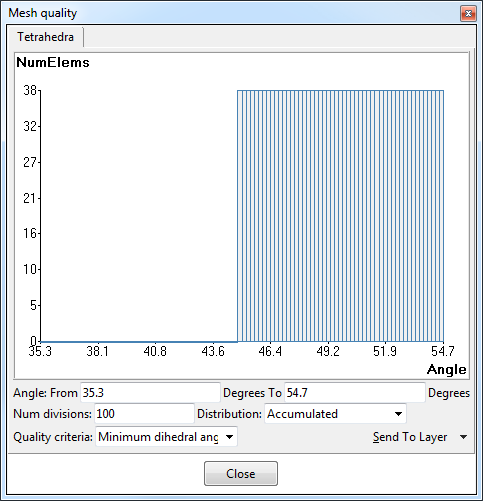 Mesh quality
Tetrahedra
NumElems
38
32
27
21
16
10
5
0
35.3 38.1 40.8 43.6 46.4 49.2 51.9 54.7
Angle
Angle: From 35.3 Degrees To 54.7 Degrees
Num divisions: 100 Distribution: Accumulated
Quality criteria: Minimum dihedral ang Send To Layer
Close